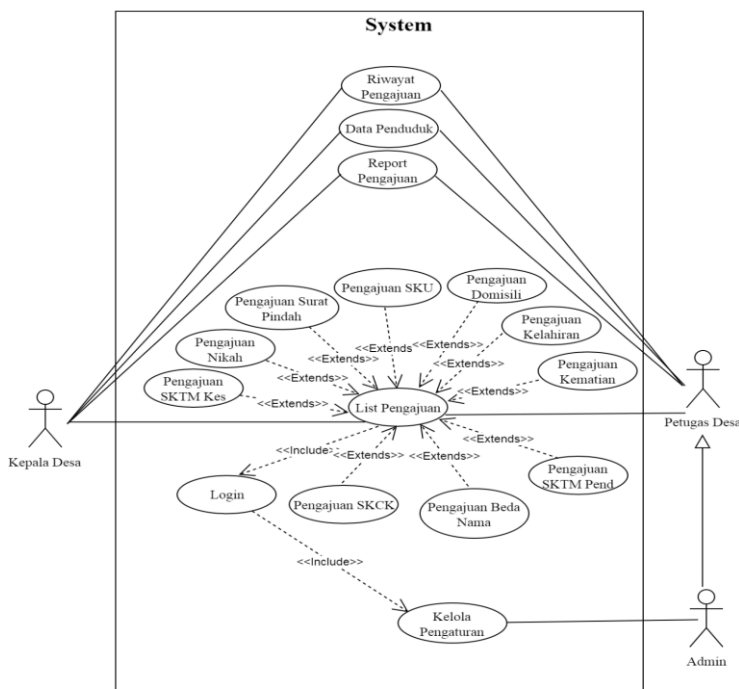 System
Riwayat
Pengajuan
Data Penduduk
Report
Pengajuan
Pengajuan SKU
Pengajuan
Domisili
Pengajuan Surat
Pindah
Pengajuan
Kelahiran
Pengajuan
Nikah
Pengajuan
Kematian
Pengajuan
SKTM Kes
<<Extends
<<Extends>>
<<Extends>>
<<Extends>>
<<Extends>>
<<Extends>>
<<Extends>>
List Pengajuan
Kepala Desa
Petugas Desa
<<Include>
<<Extends>>
<<Extends>>
<<Extends>>
Login
Pengajuan SKCK
Pengajuan Beda
Nama
Pengajuan
SKTM Pend
<<Include>>
Kelola
Pengaturan
Admin